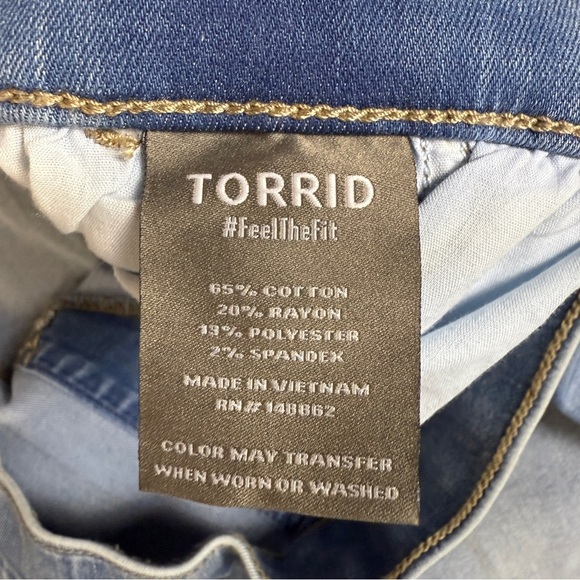 TORRID
#FeelTheFit
65% COTTON
20% RAYON
13% POLYESTER
2% SPANDEX
MADE IN VIETNAM
RN# 148862
COLOR MAY TRANSFER
WHEN WORN OR WASHED